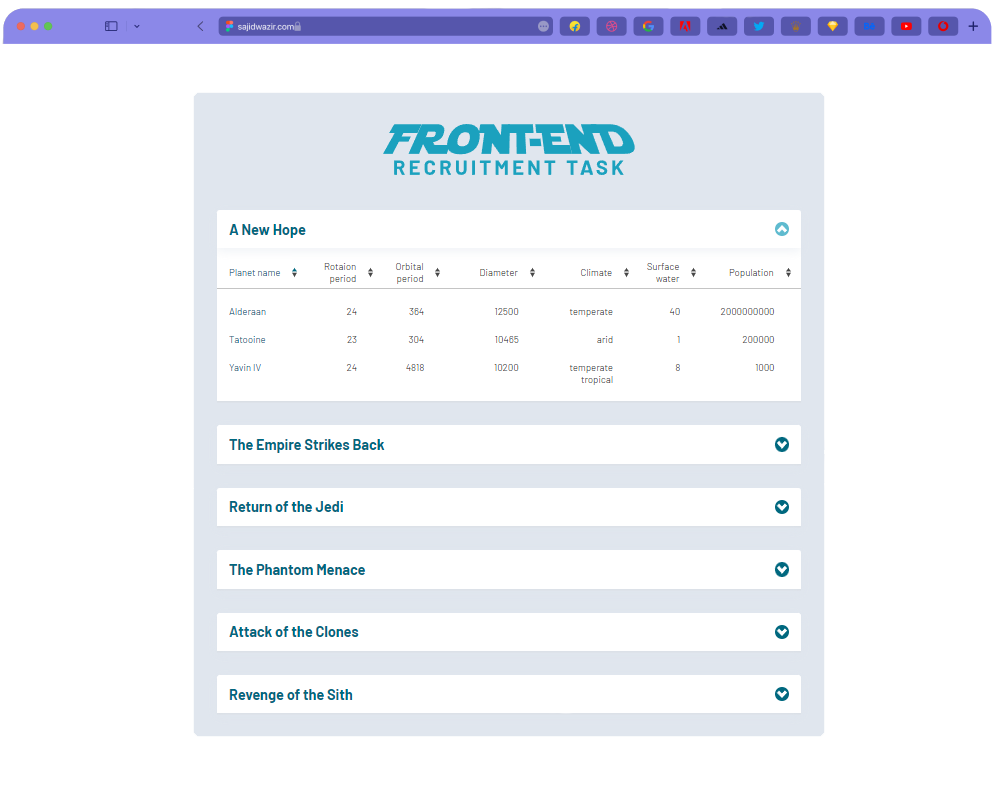 sajidwazir.com
FRONT-END
RECRUITMENT TASK
A New Hope
Planet name Rotaion period Orbital period Diameter Climate Surface water Population
Alderaan 24 364 12500 temperate 40 2000000000
Tatooine 23 304 10465 arid 1 200000
Yavin IV 24 4818 10200 temperate tropical 8 1000
The Empire Strikes Back
Return of the Jedi
The Phantom Menace
Attack of the Clones
Revenge of the Sith